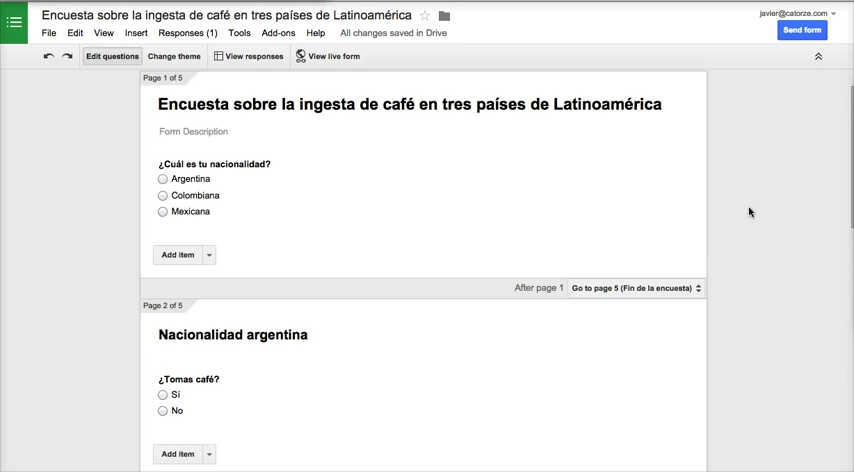 Encuesta sobre la ingesta de café en tres países de Latinoamérica
javier@catorze.com
File Edit View Insert Responses (1) Tools Add-ons Help All changes saved in Drive
Send form
Edit questions Change theme View responses View live form
Page 1 of 5
Encuesta sobre la ingesta de café en tres países de Latinoamérica
Form Description
¿Cuál es tu nacionalidad?
Argentina
Colombiana
Mexicana
Add item
After page 1 Go to page 5 (Fin de la encuesta)
Page 2 of 5
Nacionalidad argentina
¿Tomas café?
Sí
No
Add item